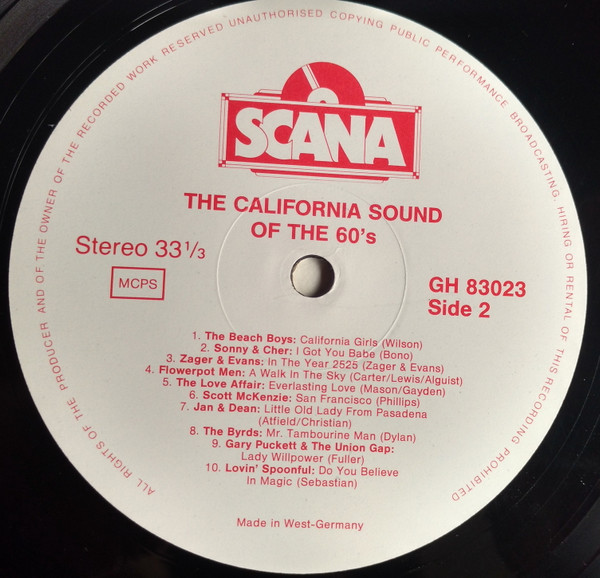 ALL RIGHTS OF THE PRODUCER AND OF THE OWNER OF THE RECORDED WORK RESERVED UNAUTHORISED COPYING PUBLIC PERFORMANCE BROADCASTING, HIRING OR RENTAL OF THIS RECORDING PROHIBITED
SCANA
THE CALIFORNIA SOUND
OF THE 60's
Stereo 33 1/3
MCPS
GH 83023
Side 2
1. The Beach Boys: California Girls (Wilson)
2. Sonny & Cher: I Got You Babe (Bono)
3. Zager & Evans: In The Year 2525 (Zager & Evans)
4. Flowerpot Men: A Walk In The Sky (Carter/Lewis/Alguist)
5. The Love Affair: Everlasting Love (Mason/Gayden)
6. Scott McKenzie: San Francisco (Phillips)
7. Jan & Dean: Little Old Lady From Pasadena
(Atfield/Christian)
8. The Byrds: Mr. Tambourine Man (Dylan)
9. Gary Puckett & The Union Gap:
Lady Willpower (Fuller)
10. Lovin' Spoonful: Do You Believe
In Magic (Sebastian)
Made in West-Germany